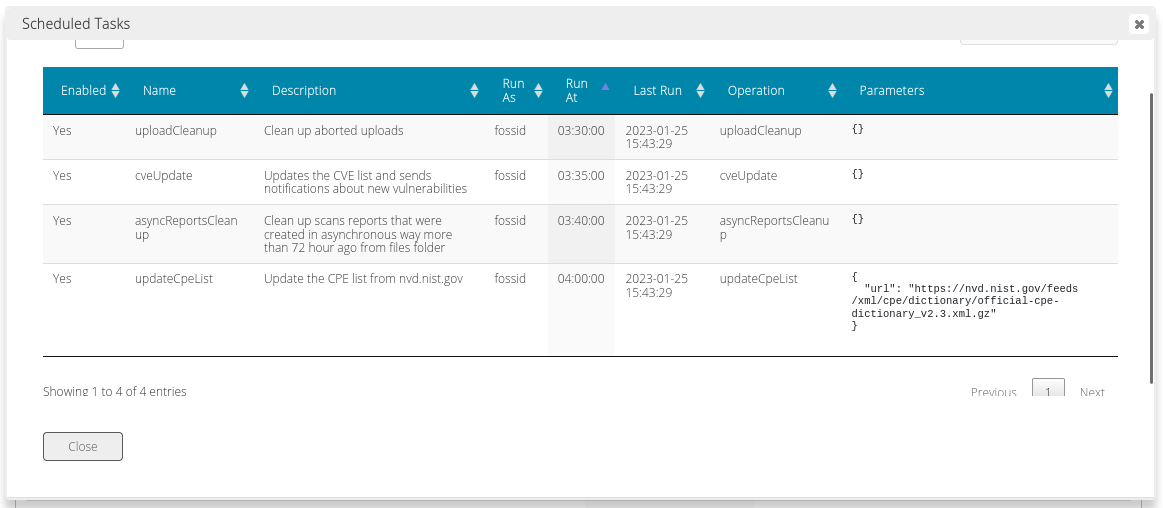 Scheduled Tasks
Enabled Name Description Run As Run At Last Run Operation Parameters
Yes uploadCleanup Clean up aborted uploads fossid 03:30:00 2023-01-25 uploadCleanup {}
15:43:29
Yes cveUpdate Updates the CVE list and sends fossid 03:35:00 2023-01-25 cveUpdate {}
notifications about new vulnerabilities 15:43:29
Yes asyncReportsClean Clean up scans reports that were fossid 03:40:00 2023-01-25 asyncReportsCleanu {}
up created in asynchronous way more 15:43:29 p
than 72 hour ago from files folder
Yes updateCpeList Update the CPE list from nvd.nist.gov fossid 04:00:00 2023-01-25 updateCpeList {
15:43:29 "url": "https://nvd.nist.gov/feeds
/xml/cpe/dictionary/official-cpe-
dictionary_v2.3.xml.gz"
}
Showing 1 to 4 of 4 entries Previous 1 Next
Close